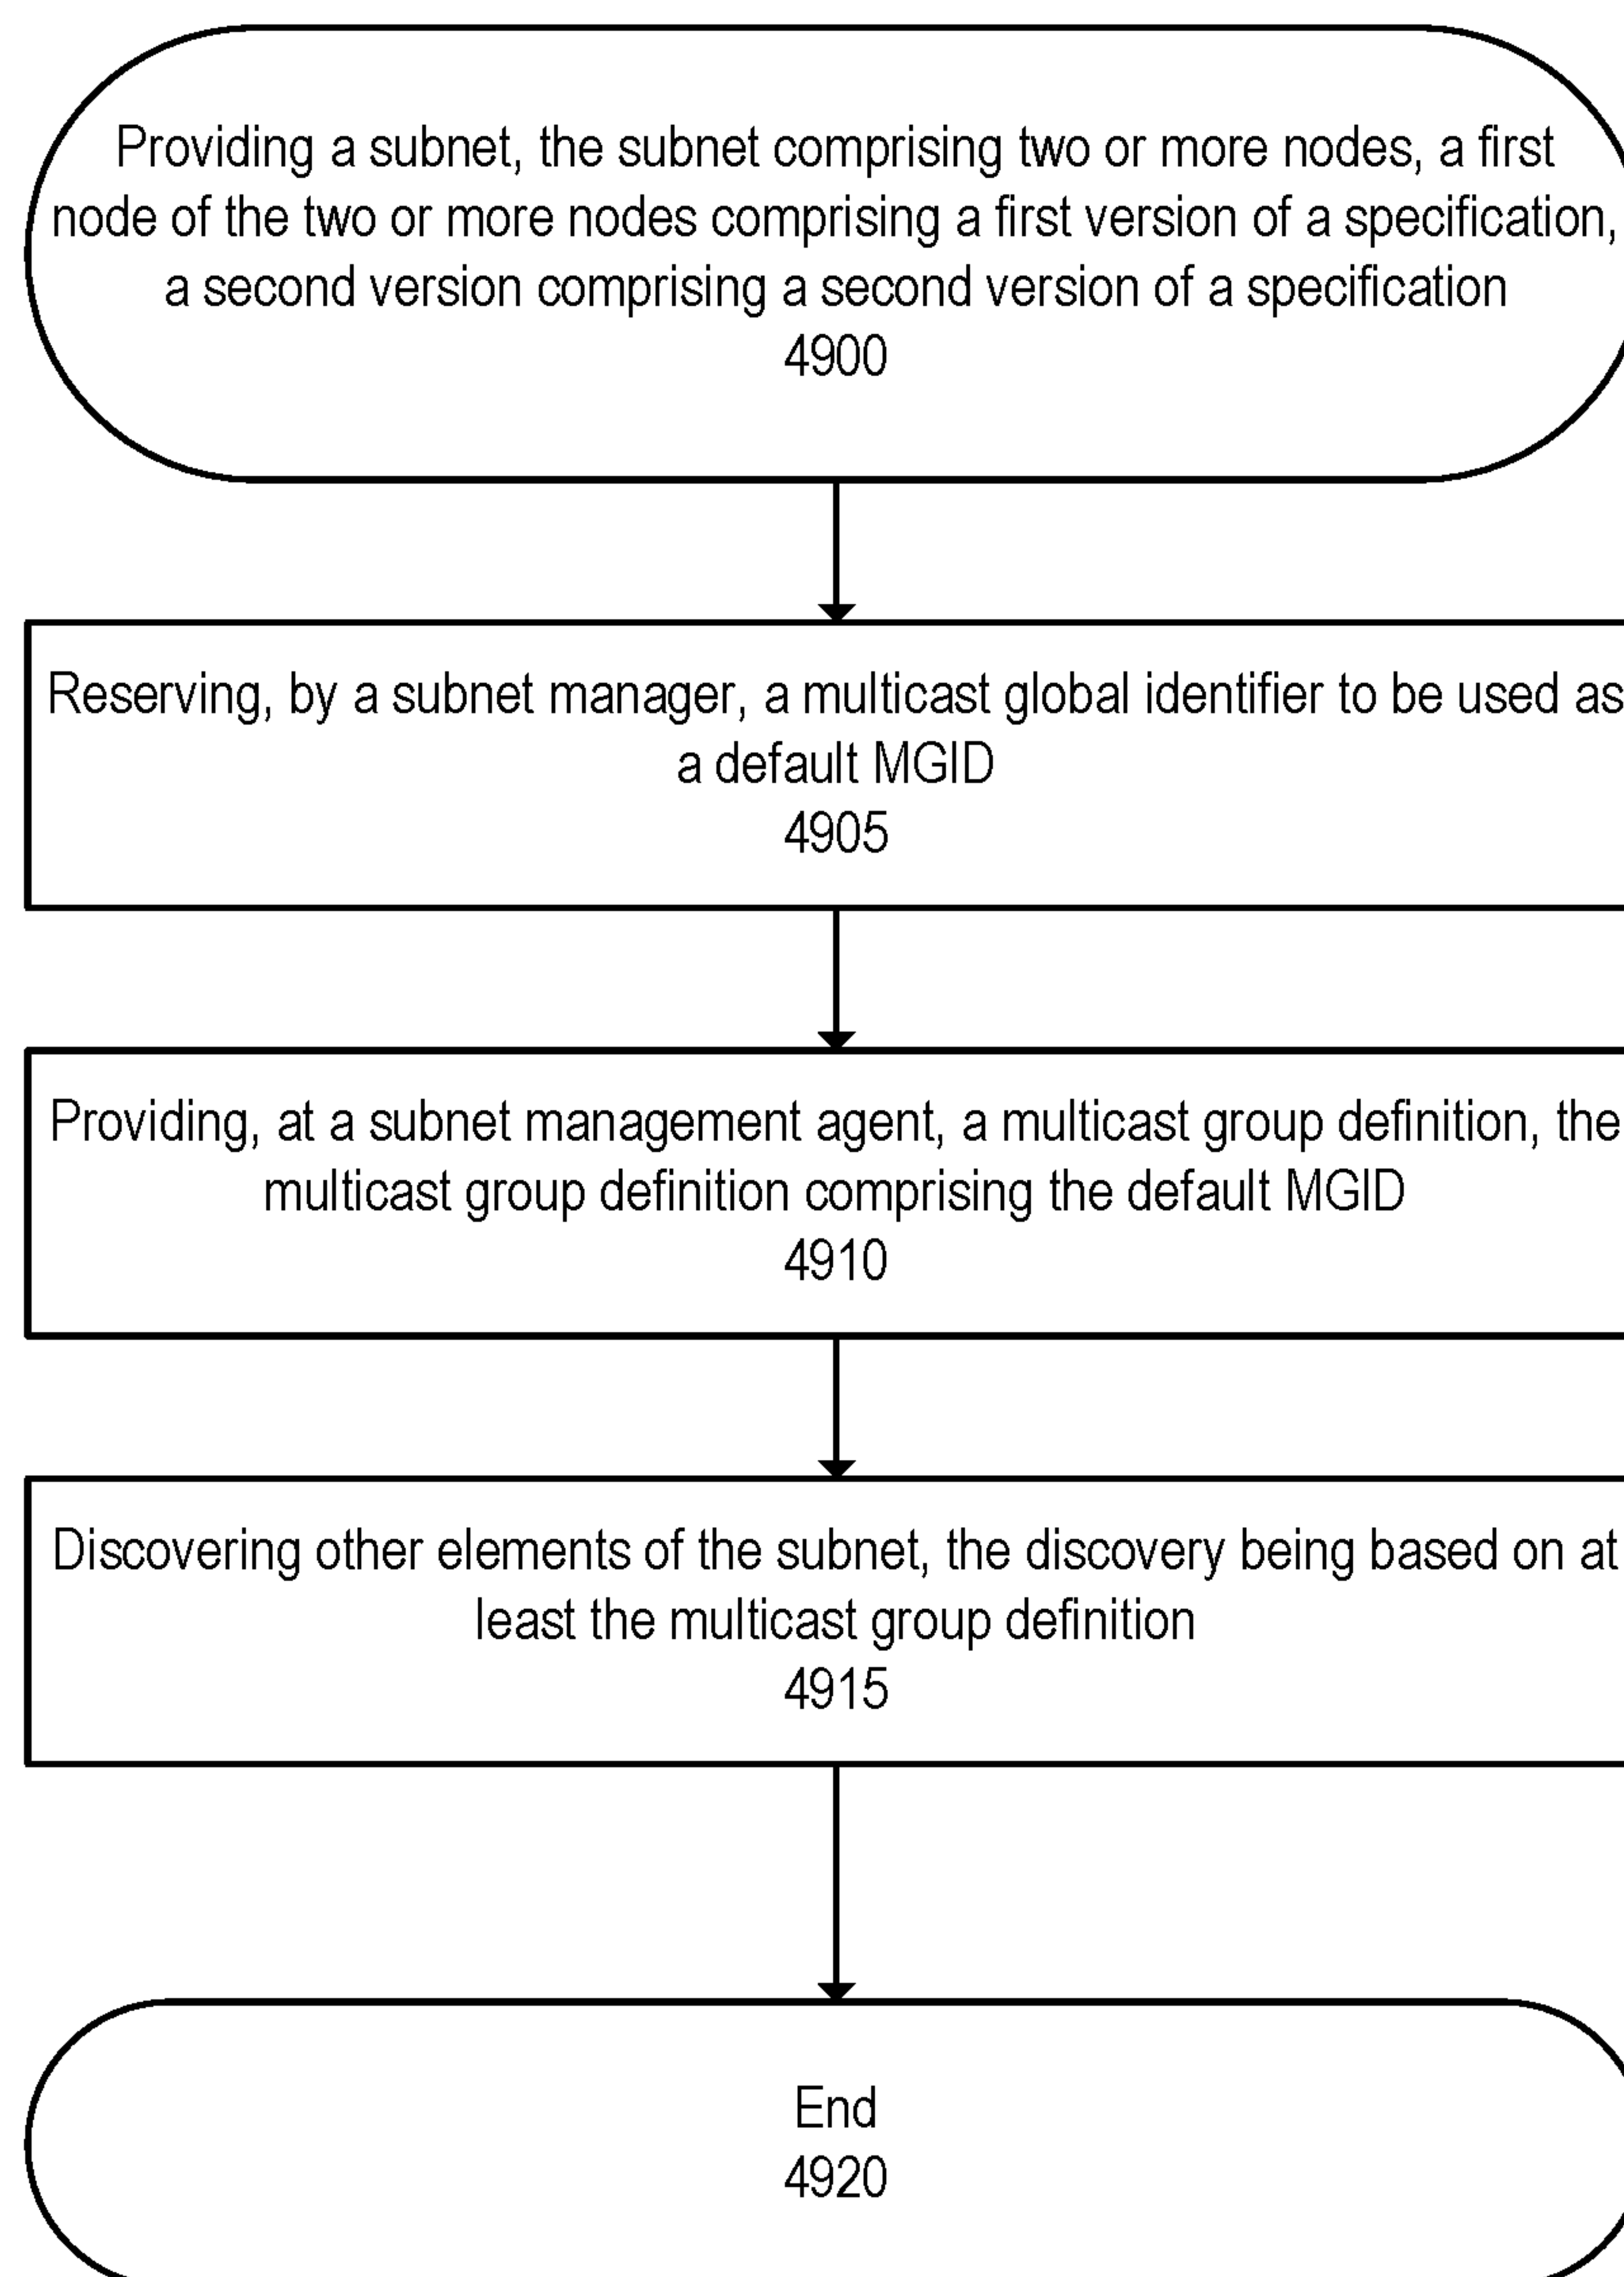 Providing a subnet, the subnet comprising two or more nodes, a first
node of the two or more nodes comprising a first version of a specification,
a second version comprising a second version of a specification
4900
Reserving, by a subnet manager, a multicast global identifier to be used as
a default MGID
4905
Providing, at a subnet management agent, a multicast group definition, the
multicast group definition comprising the default MGID
4910
Discovering other elements of the subnet, the discovery being based on at
least the multicast group definition
4915
End
4920